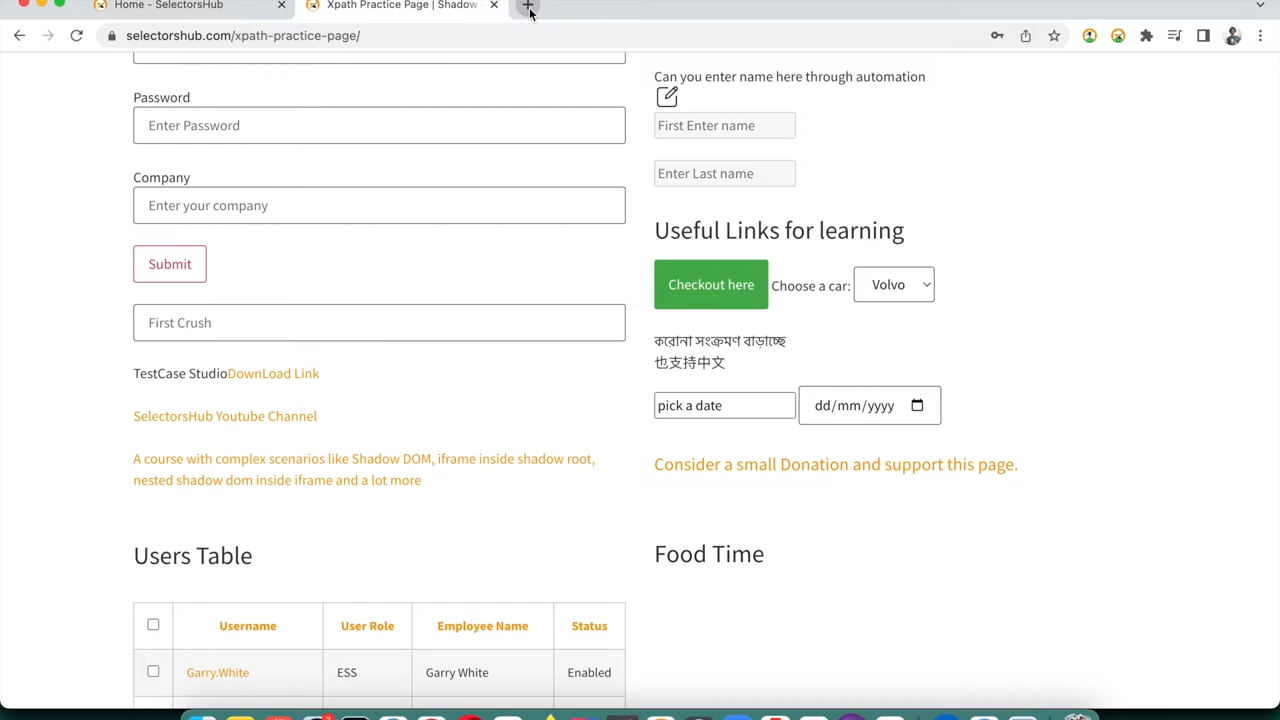 Home - SelectorsHub
Xpath Practice Page | Shadow
selectorshub.com/xpath-practice-page/
Password
Enter Password
Company
Enter your company
Submit
First Crush
TestCase StudioDownLoad Link
SelectorsHub Youtube Channel
A course with complex scenarios like Shadow DOM, iframe inside shadow root,
nested shadow dom inside iframe and a lot more
Users Table
Username User Role Employee Name Status
Garry.White ESS Garry White Enabled
Can you enter name here through automation
First Enter name
Enter Last name
Useful Links for learning
Checkout here Choose a car: Volvo
করোনা সংক্রমণ বাড়াচ্ছে
也支持中文
pick a date dd/mm/yyyy
Consider a small Donation and support this page.
Food Time